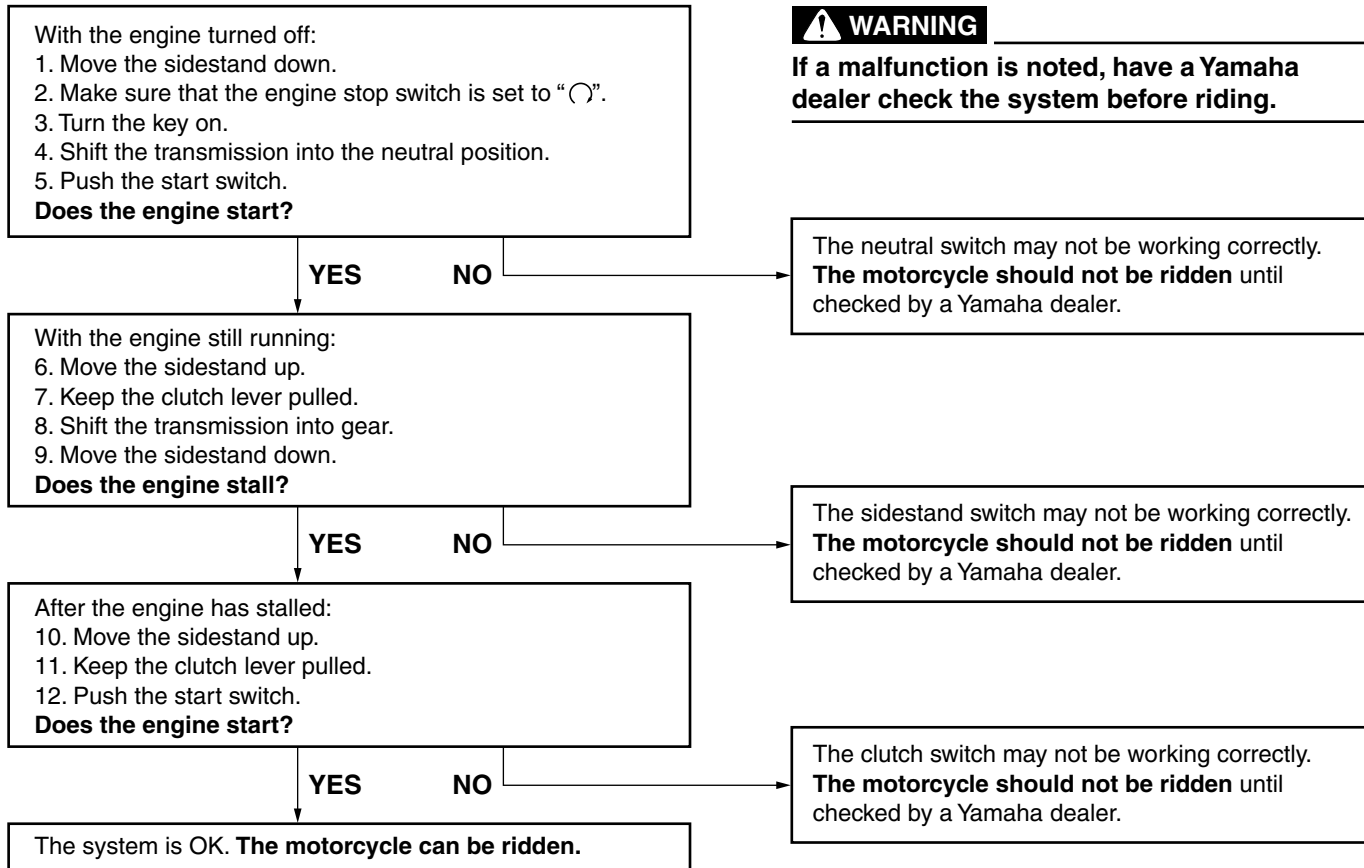 With the engine turned off:
1. Move the sidestand down.
2. Make sure that the engine stop switch is set to “○”.
3. Turn the key on.
4. Shift the transmission into the neutral position.
5. Push the start switch.
Does the engine start?
WARNING
If a malfunction is noted, have a Yamaha
dealer check the system before riding.
YES NO
The neutral switch may not be working correctly.
The motorcycle should not be ridden until
checked by a Yamaha dealer.
With the engine still running:
6. Move the sidestand up.
7. Keep the clutch lever pulled.
8. Shift the transmission into gear.
9. Move the sidestand down.
Does the engine stall?
YES NO
The sidestand switch may not be working correctly.
The motorcycle should not be ridden until
checked by a Yamaha dealer.
After the engine has stalled:
10. Move the sidestand up.
11. Keep the clutch lever pulled.
12. Push the start switch.
Does the engine start?
YES NO
The clutch switch may not be working correctly.
The motorcycle should not be ridden until
checked by a Yamaha dealer.
The system is OK. The motorcycle can be ridden.